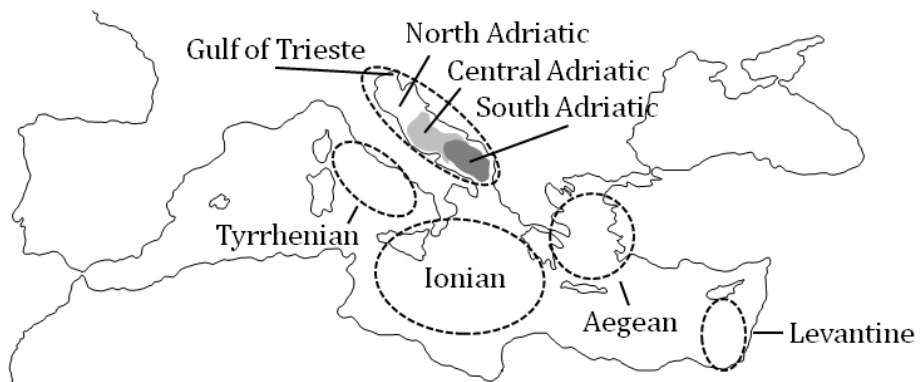 North Adriatic
Gulf of Trieste
Central Adriatic
South Adriatic
Tyrrhenian
Ionian
Aegean
Levantine